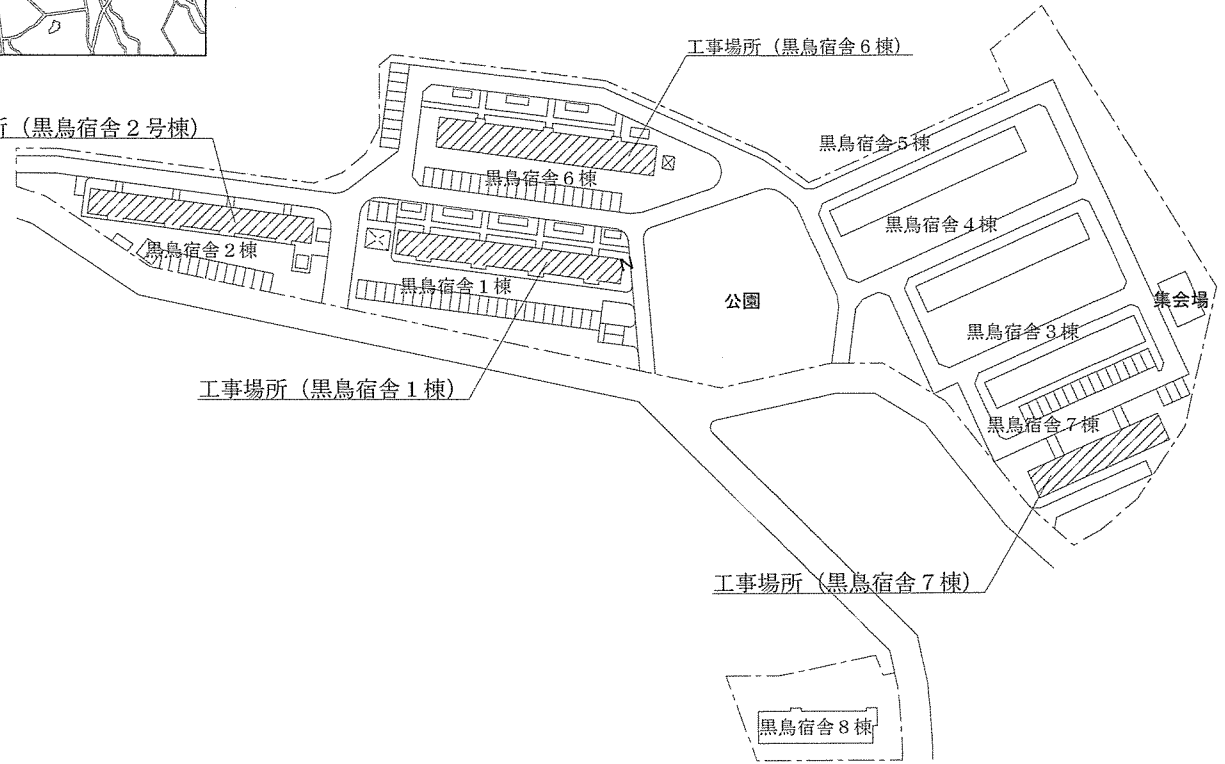 工事場所（黒鳥宿舎６棟）
所（黒鳥宿舎２号棟）
黒鳥宿舎５棟
黒鳥宿舎６棟
黒鳥宿舎４棟
黒鳥宿舎２棟
黒鳥宿舎１棟
公園
集会場
黒鳥宿舎３棟
工事場所（黒鳥宿舎１棟）
黒鳥宿舎７棟
工事場所（黒鳥宿舎７棟）
黒鳥宿舎８棟